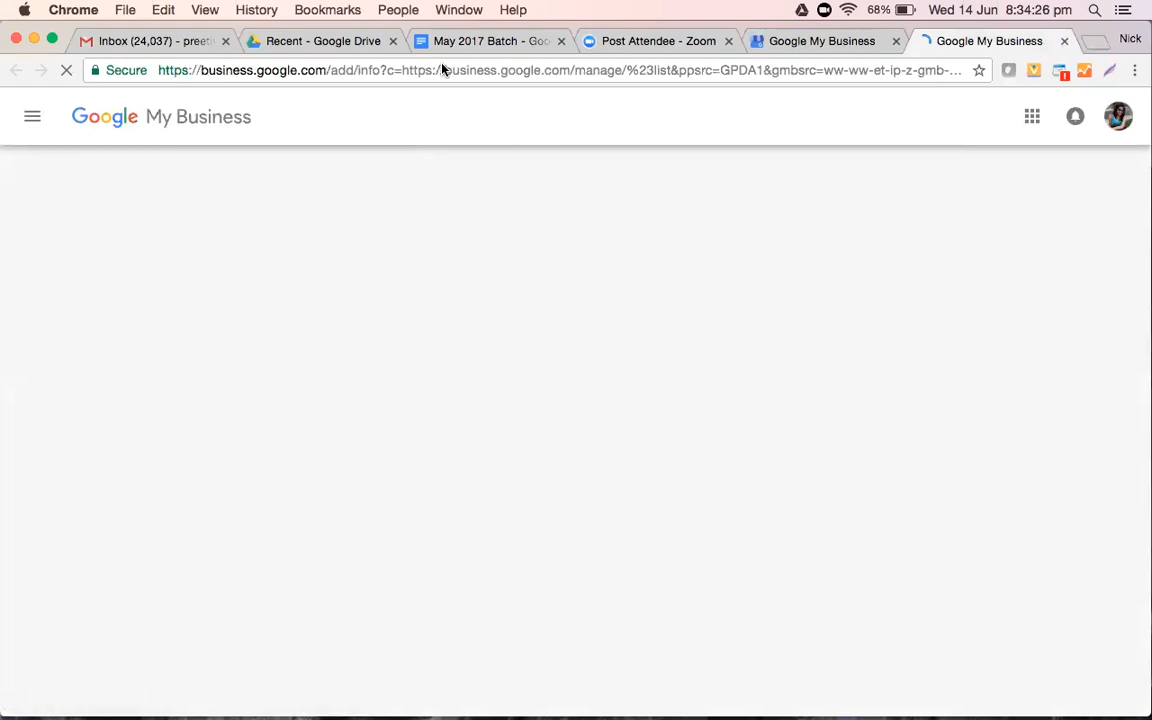 Chrome File Edit View History Bookmarks People Window Help 68% Wed 14 Jun 8:34:26 pm
Inbox (24,037) - preeti Recent - Google Drive May 2017 Batch - Goo Post Attendee - Zoom Google My Business Google My Business Nick
Secure https://business.google.com/add/info?c=https://business.google.com/manage/%23list&ppsrc=GPDA1&gmbsrc=ww-ww-et-ip-z-gmb-...
Google My Business